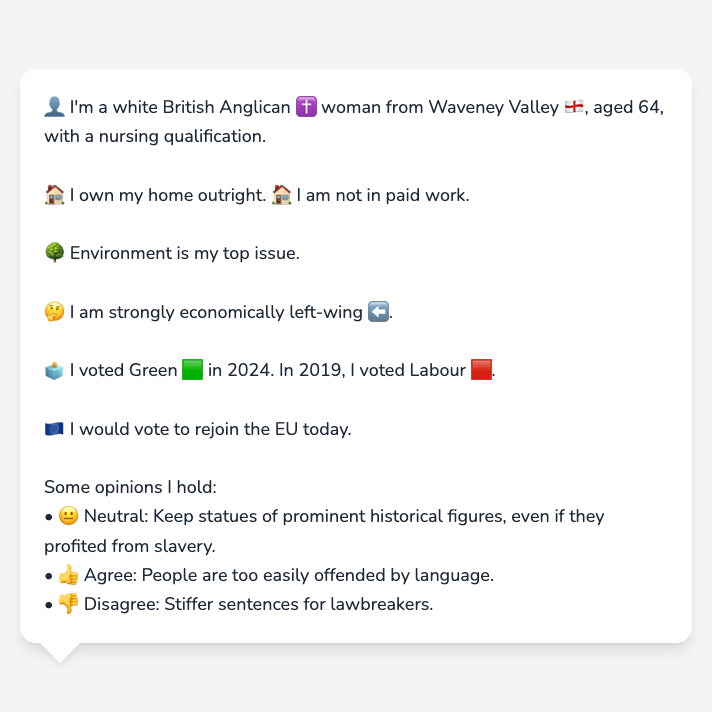 👤 I'm a white British Anglican ✝️ woman from Waveney Valley 🏴󠁧󠁢󠁥󠁮󠁧󠁿, aged 64,
with a nursing qualification.
🏠 I own my home outright. 🏠 I am not in paid work.
🌳 Environment is my top issue.
🤔 I am strongly economically left-wing ⬅️.
🗳️ I voted Green 🟩 in 2024. In 2019, I voted Labour 🟥.
🇪🇺 I would vote to rejoin the EU today.
Some opinions I hold:
• 😐 Neutral: Keep statues of prominent historical figures, even if they
profited from slavery.
• 👍 Agree: People are too easily offended by language.
• 👎 Disagree: Stiffer sentences for lawbreakers.